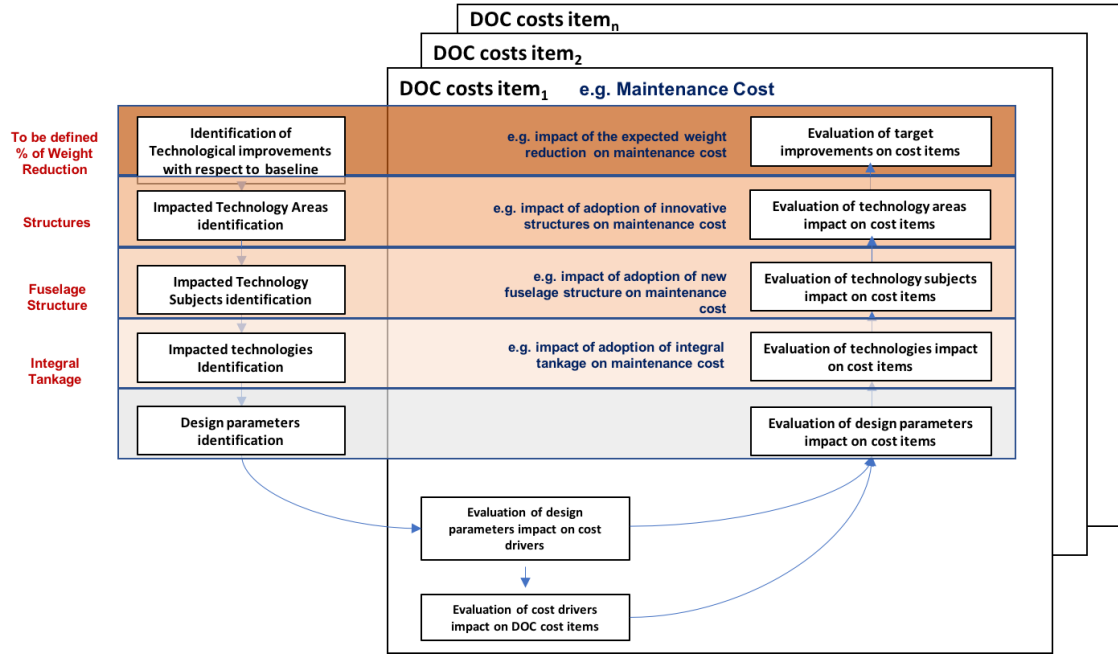 DOC costs itemₙ
DOC costs item₂
DOC costs item₁ e.g. Maintenance Cost
To be defined
% of Weight
Reduction
Identification of
Technological improvements
with respect to baseline
e.g. impact of the expected weight
reduction on maintenance cost
Evaluation of target
improvements on cost items
Structures
Impacted Technology Areas
identification
e.g. impact of adoption of innovative
structures on maintenance cost
Evaluation of technology areas
impact on cost items
Fuselage
Structure
Impacted Technology
Subjects identification
e.g. impact of adoption of new
fuselage structure on maintenance
cost
Evaluation of technology subjects
impact on cost items
Integral
Tankage
Impacted technologies
Identification
e.g. impact of adoption of integral
tankage on maintenance cost
Evaluation of technologies impact
on cost items
Design parameters
identification
Evaluation of design parameters
impact on cost items
Evaluation of design
parameters impact on cost
drivers
Evaluation of cost drivers
impact on DOC cost items